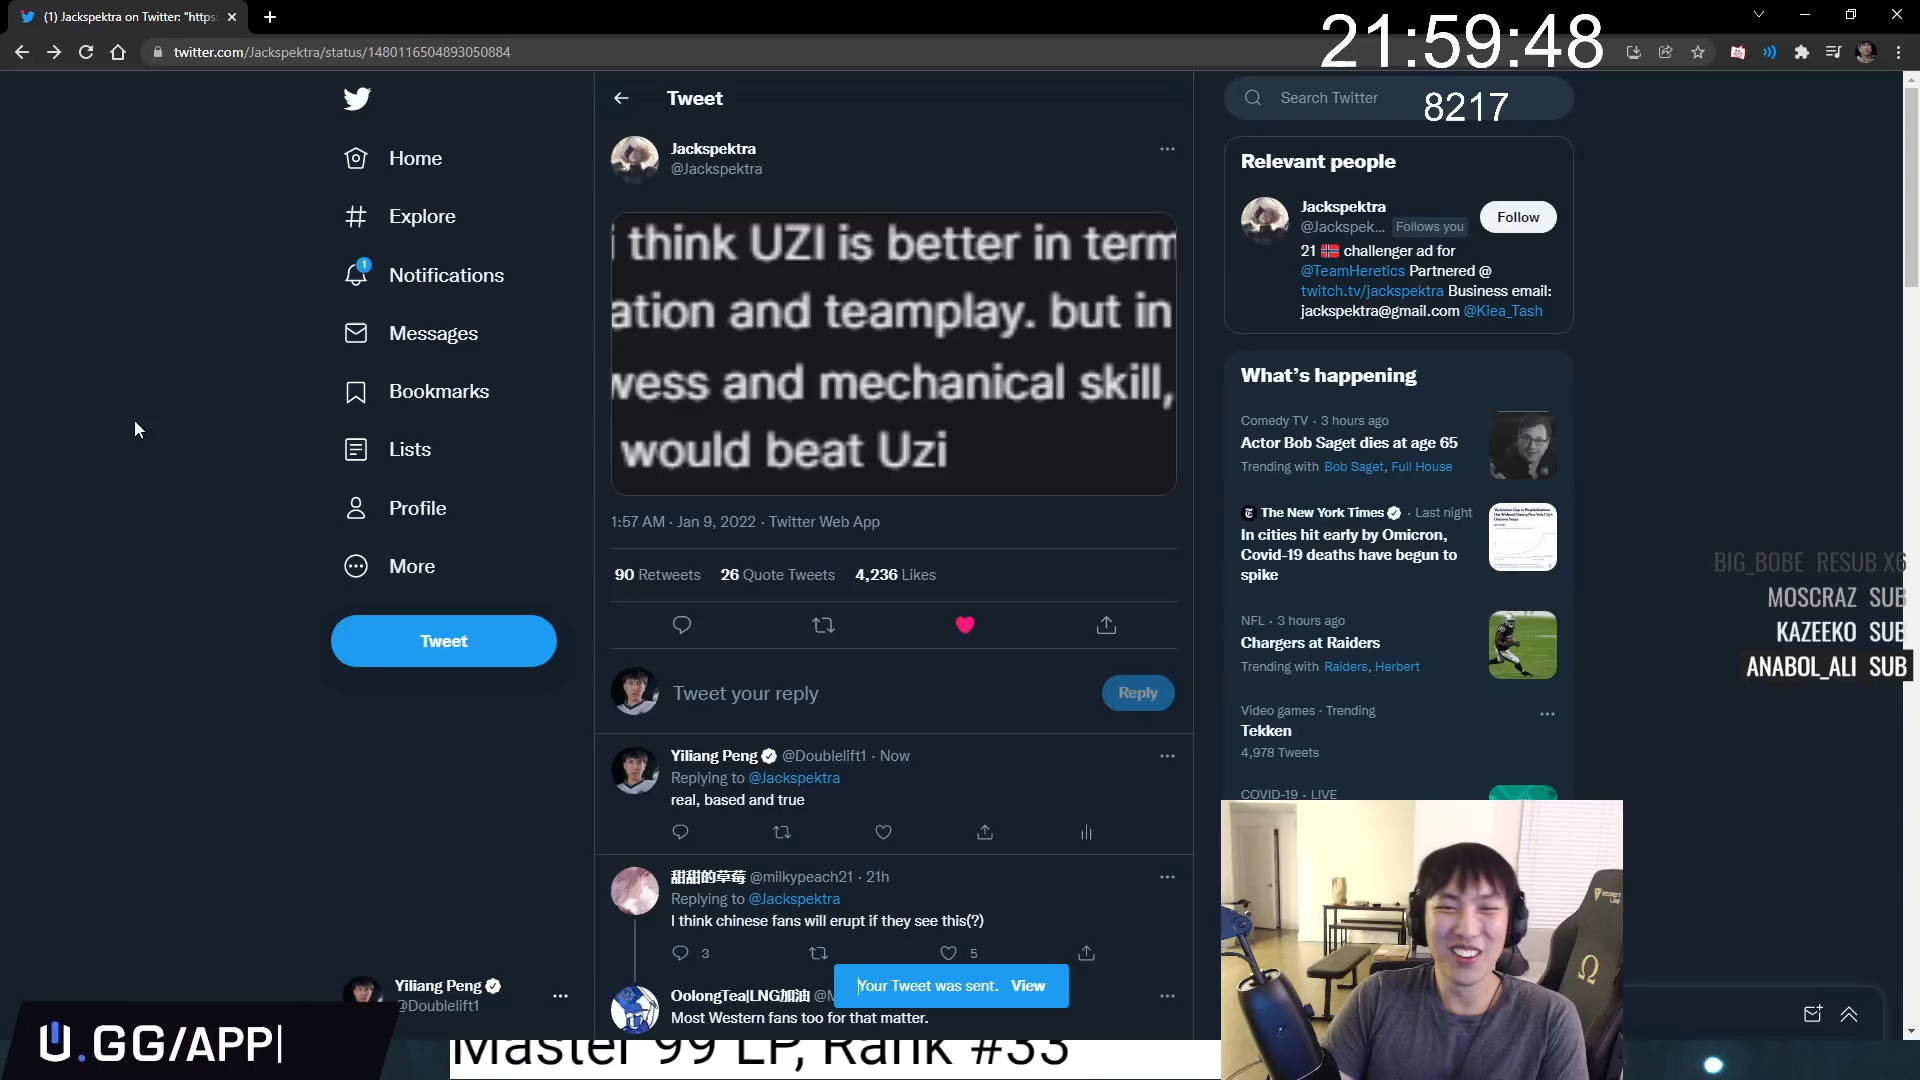 (1) Jackspektra on Twitter: "https:
21:59:48
twitter.com/Jackspektra/status/1480116504893050884
8217
Home
Explore
1
Notifications
Messages
Bookmarks
Lists
Profile
More
Tweet
Yiliang Peng
@Doublelift1
Tweet
Jackspektra
@Jackspektra
i think UZI is better in term
ation and teamplay. but in
wess and mechanical skill,
would beat Uzi
1:57 AM · Jan 9, 2022 · Twitter Web App
90 Retweets 26 Quote Tweets 4,236 Likes
Tweet your reply
Reply
Yiliang Peng @Doublelift1 · Now
Replying to @Jackspektra
real, based and true
甜甜的草莓 @milkypeach21 · 21h
Replying to @Jackspektra
I think chinese fans will erupt if they see this(?)
3 5
OolongTea|LNG加油 @M
Most Western fans too for that matter.
Your Tweet was sent. View
Search Twitter
Relevant people
Jackspektra
@Jackspek... Follows you
Follow
21 challenger ad for
@TeamHeretics Partnered @
twitch.tv/jackspektra Business email:
jackspektra@gmail.com @Klea_Tash
What's happening
Comedy TV · 3 hours ago
Actor Bob Saget dies at age 65
Trending with Bob Saget, Full House
The New York Times · Last night
In cities hit early by Omicron,
Covid-19 deaths have begun to
spike
NFL · 3 hours ago
Chargers at Raiders
Trending with Raiders, Herbert
Video games · Trending
Tekken
4,978 Tweets
COVID-19 · LIVE
BIG_BOBE RESUB X6
MOSCRAZ SUB
KAZEEKO SUB
ANABOL_ALI SUB
U.GG/APP|
Master 99 LP, Rank #33